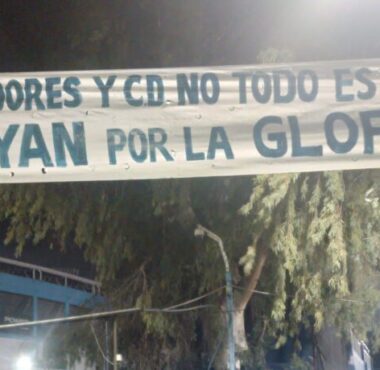 DORES Y CD NO TODO ES
YAN POR LA GLOR